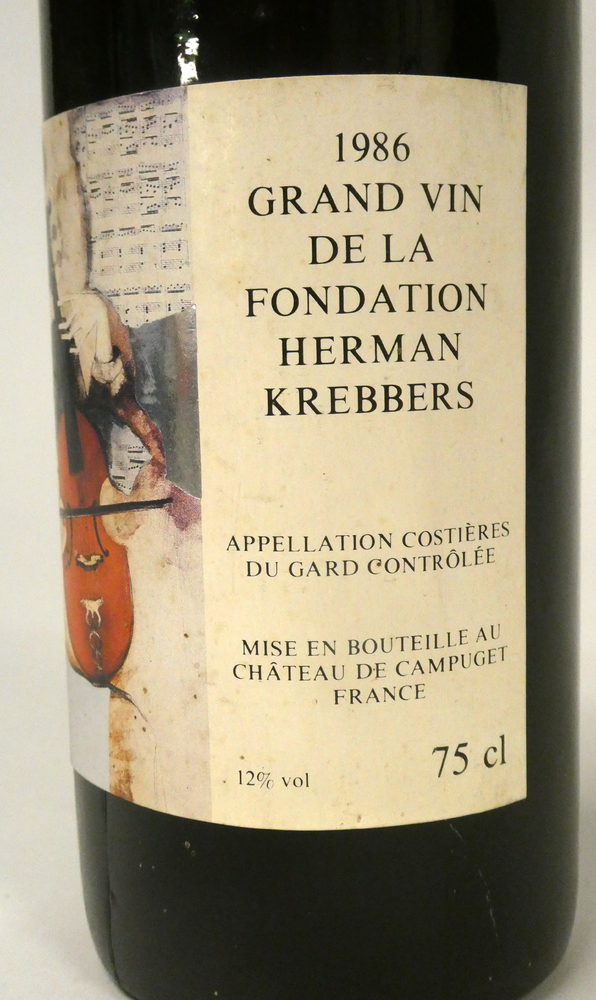 1986
GRAND VIN
DE LA
FONDATION
HERMAN
KREBBERS
APPELLATION COSTIÈRES
DU GARD CONTRÔLÉE
MISE EN BOUTEILLE AU
CHÂTEAU DE CAMPUGET
FRANCE
12% vol
75 cl